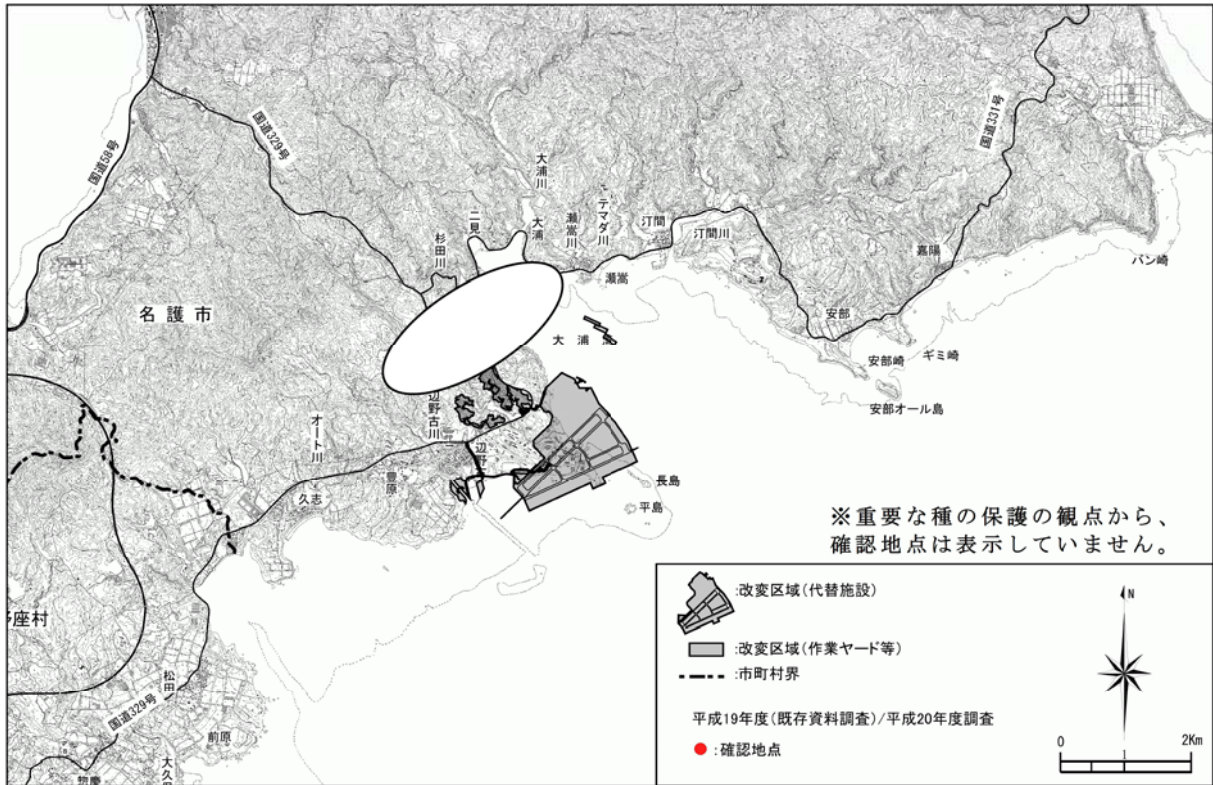 国道58号
国道329号
国道331号
大浦川
二見
大浦
杉田川
瀬嵩川
テマダ川
汀間
汀間川
瀬嵩
嘉陽
バン崎
名護市
安部
大浦
安部崎
ギミ崎
安部オール島
辺野古川
オート川
辺野
豊原
久志
長島
平島
※重要な種の保護の観点から、
確認地点は表示していません。
座村
松田
国道329号
前原
大久
惣慶
:改変区域(代替施設)
:改変区域(作業ヤード等)
:市町村界
平成19年度(既存資料調査)/平成20年度調査
:確認地点
N
0
1
2Km